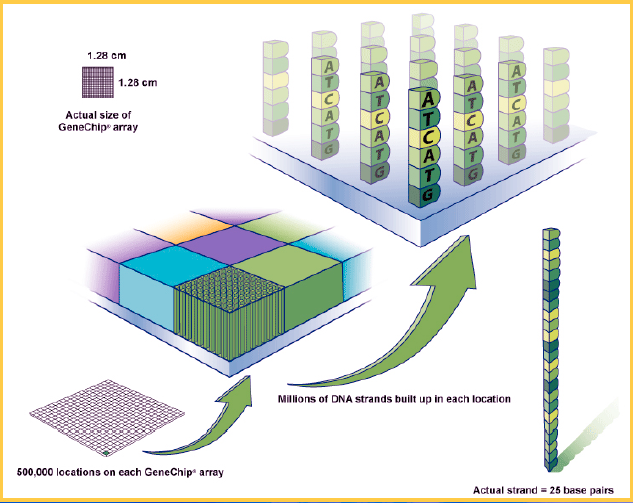 1.28 cm
1.28 cm
Actual size of
GeneChip® array
A
T
C
A
T
G
A
T
C
A
T
G
A
T
C
A
T
G
A
T
C
A
T
G
A
T
C
A
T
G
Millions of DNA strands built up in each location
500,000 locations on each GeneChip® array
Actual strand = 25 base pairs